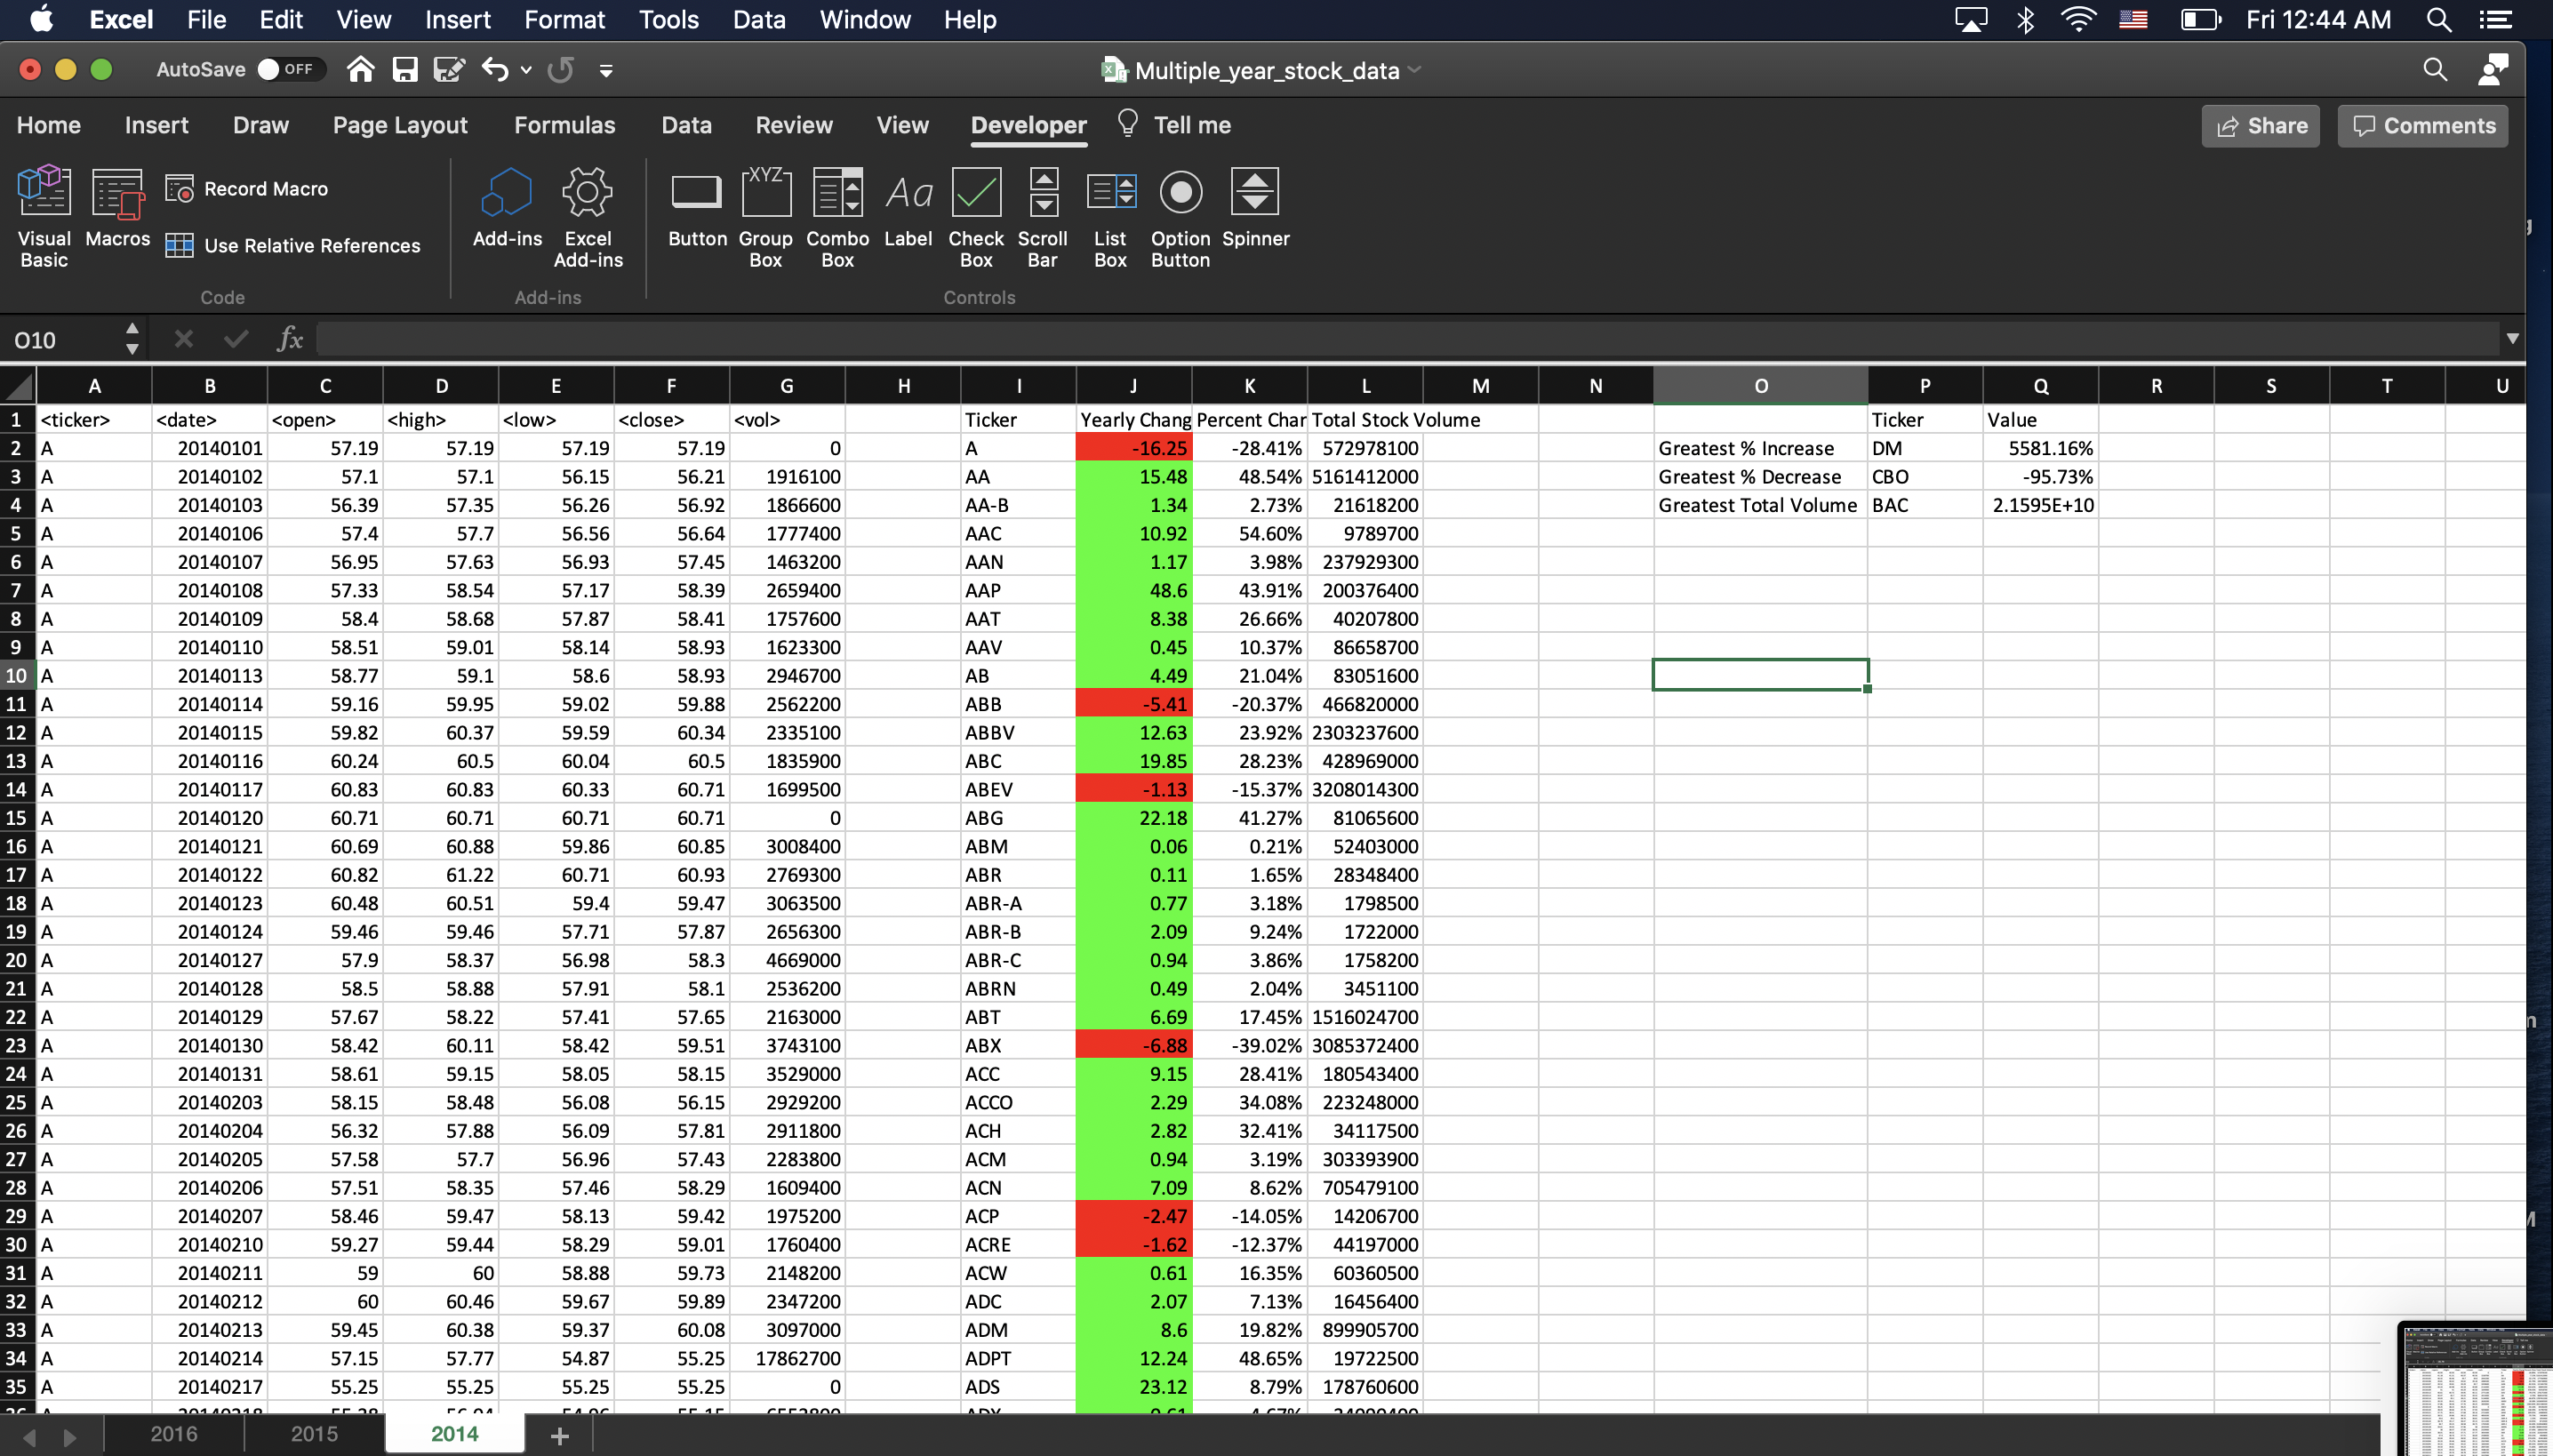 Excel File Edit View Insert Format Tools Data Window Help Fri 12:44 AM
AutoSave OFF Multiple_year_stock_data
Home Insert Draw Page Layout Formulas Data Review View Developer Tell me Share Comments
Visual Basic Macros Record Macro Use Relative References Add-ins Excel Add-ins Button Group Box Combo Box Label Check Box Scroll Bar List Box Option Button Spinner
Code Add-ins Controls
O10 fx
A B C D E F G H I J K L M N O P Q R S T U
1 <ticker> <date> <open> <high> <low> <close> <vol> Ticker Yearly Chang Percent Char Total Stock Volume Ticker Value
2 A 20140101 57.19 57.19 57.19 57.19 0 A -16.25 -28.41% 572978100 Greatest % Increase DM 5581.16%
3 A 20140102 57.1 57.1 56.15 56.21 1916100 AA 15.48 48.54% 5161412000 Greatest % Decrease CBO -95.73%
4 A 20140103 56.39 57.35 56.26 56.92 1866600 AA-B 1.34 2.73% 21618200 Greatest Total Volume BAC 2.1595E+10
5 A 20140106 57.4 57.7 56.56 56.64 1777400 AAC 10.92 54.60% 9789700
6 A 20140107 56.95 57.63 56.93 57.45 1463200 AAN 1.17 3.98% 237929300
7 A 20140108 57.33 58.54 57.17 58.39 2659400 AAP 48.6 43.91% 200376400
8 A 20140109 58.4 58.68 57.87 58.41 1757600 AAT 8.38 26.66% 40207800
9 A 20140110 58.51 59.01 58.14 58.93 1623300 AAV 0.45 10.37% 86658700
10 A 20140113 58.77 59.1 58.6 58.93 2946700 AB 4.49 21.04% 83051600
11 A 20140114 59.16 59.95 59.02 59.88 2562200 ABB -5.41 -20.37% 466820000
12 A 20140115 59.82 60.37 59.59 60.34 2335100 ABBV 12.63 23.92% 2303237600
13 A 20140116 60.24 60.5 60.04 60.5 1835900 ABC 19.85 28.23% 428969000
14 A 20140117 60.83 60.83 60.33 60.71 1699500 ABEV -1.13 -15.37% 3208014300
15 A 20140120 60.71 60.71 60.71 60.71 0 ABG 22.18 41.27% 81065600
16 A 20140121 60.69 60.88 59.86 60.85 3008400 ABM 0.06 0.21% 52403000
17 A 20140122 60.82 61.22 60.71 60.93 2769300 ABR 0.11 1.65% 28348400
18 A 20140123 60.48 60.51 59.4 59.47 3063500 ABR-A 0.77 3.18% 1798500
19 A 20140124 59.46 59.46 57.71 57.87 2656300 ABR-B 2.09 9.24% 1722000
20 A 20140127 57.9 58.37 56.98 58.3 4669000 ABR-C 0.94 3.86% 1758200
21 A 20140128 58.5 58.88 57.91 58.1 2536200 ABRN 0.49 2.04% 3451100
22 A 20140129 57.67 58.22 57.41 57.65 2163000 ABT 6.69 17.45% 1516024700
23 A 20140130 58.42 60.11 58.42 59.51 3743100 ABX -6.88 -39.02% 3085372400
24 A 20140131 58.61 59.15 58.05 58.15 3529000 ACC 9.15 28.41% 180543400
25 A 20140203 58.15 58.48 56.08 56.15 2929200 ACCO 2.29 34.08% 223248000
26 A 20140204 56.32 57.88 56.09 57.81 2911800 ACH 2.82 32.41% 34117500
27 A 20140205 57.58 57.7 56.96 57.43 2283800 ACM 0.94 3.19% 303393900
28 A 20140206 57.51 58.35 57.46 58.29 1609400 ACN 7.09 8.62% 705479100
29 A 20140207 58.46 59.47 58.13 59.42 1975200 ACP -2.47 -14.05% 14206700
30 A 20140210 59.27 59.44 58.29 59.01 1760400 ACRE -1.62 -12.37% 44197000
31 A 20140211 59 60 58.88 59.73 2148200 ACW 0.61 16.35% 60360500
32 A 20140212 60 60.46 59.67 59.89 2347200 ADC 2.07 7.13% 16456400
33 A 20140213 59.45 60.38 59.37 60.08 3097000 ADM 8.6 19.82% 899905700
34 A 20140214 57.15 57.77 54.87 55.25 17862700 ADPT 12.24 48.65% 19722500
35 A 20140217 55.25 55.25 55.25 55.25 0 ADS 23.12 8.79% 178760600
2016 2015 2014